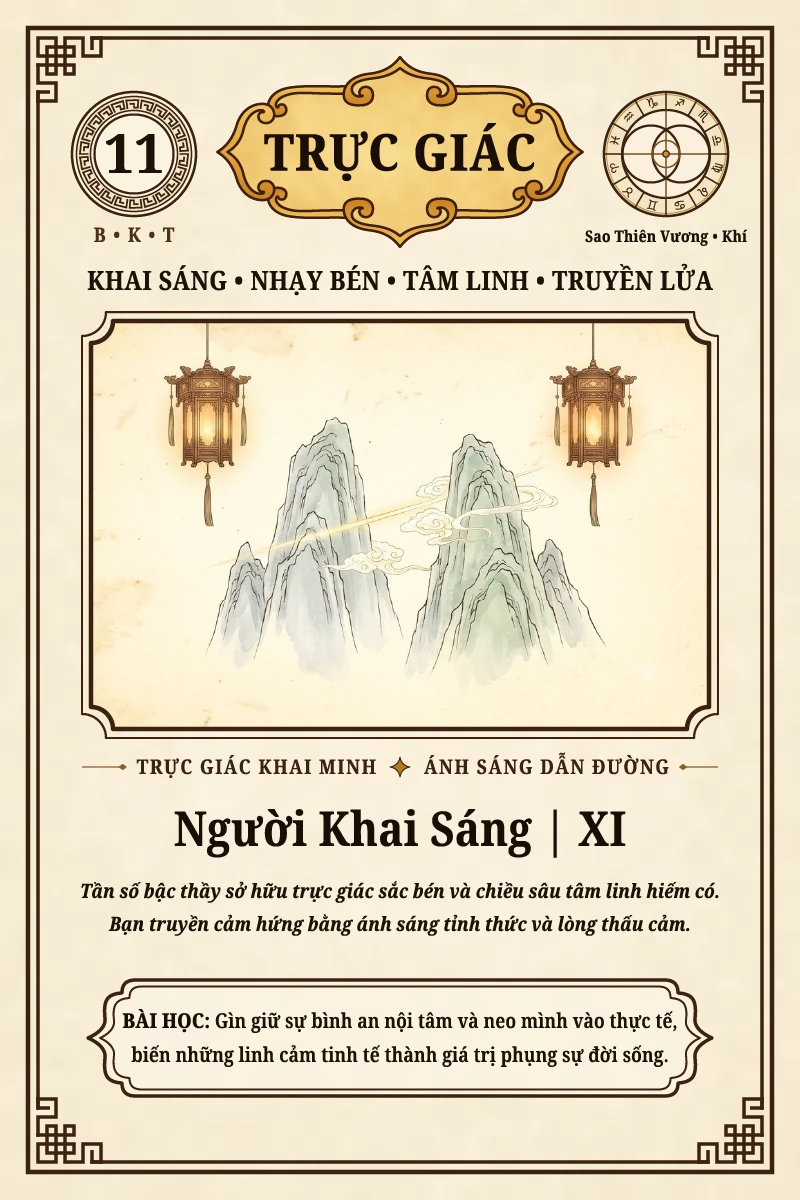 11
TRỰC GIÁC
B • K • T
Sao Thiên Vương • Khí
KHAI SÁNG • NHẠY BÉN • TÂM LINH • TRUYỀN LỬA
TRỰC GIÁC KHAI MINH ✦ ÁNH SÁNG DẪN ĐƯỜNG
Người Khai Sáng | XI
Tần số bậc thầy sở hữu trực giác sắc bén và chiều sâu tâm linh hiếm có.
Bạn truyền cảm hứng bằng ánh sáng tỉnh thức và lòng thấu cảm.
BÀI HỌC: Gìn giữ sự bình an nội tâm và neo mình vào thực tế,
biến những linh cảm tinh tế thành giá trị phụng sự đời sống.